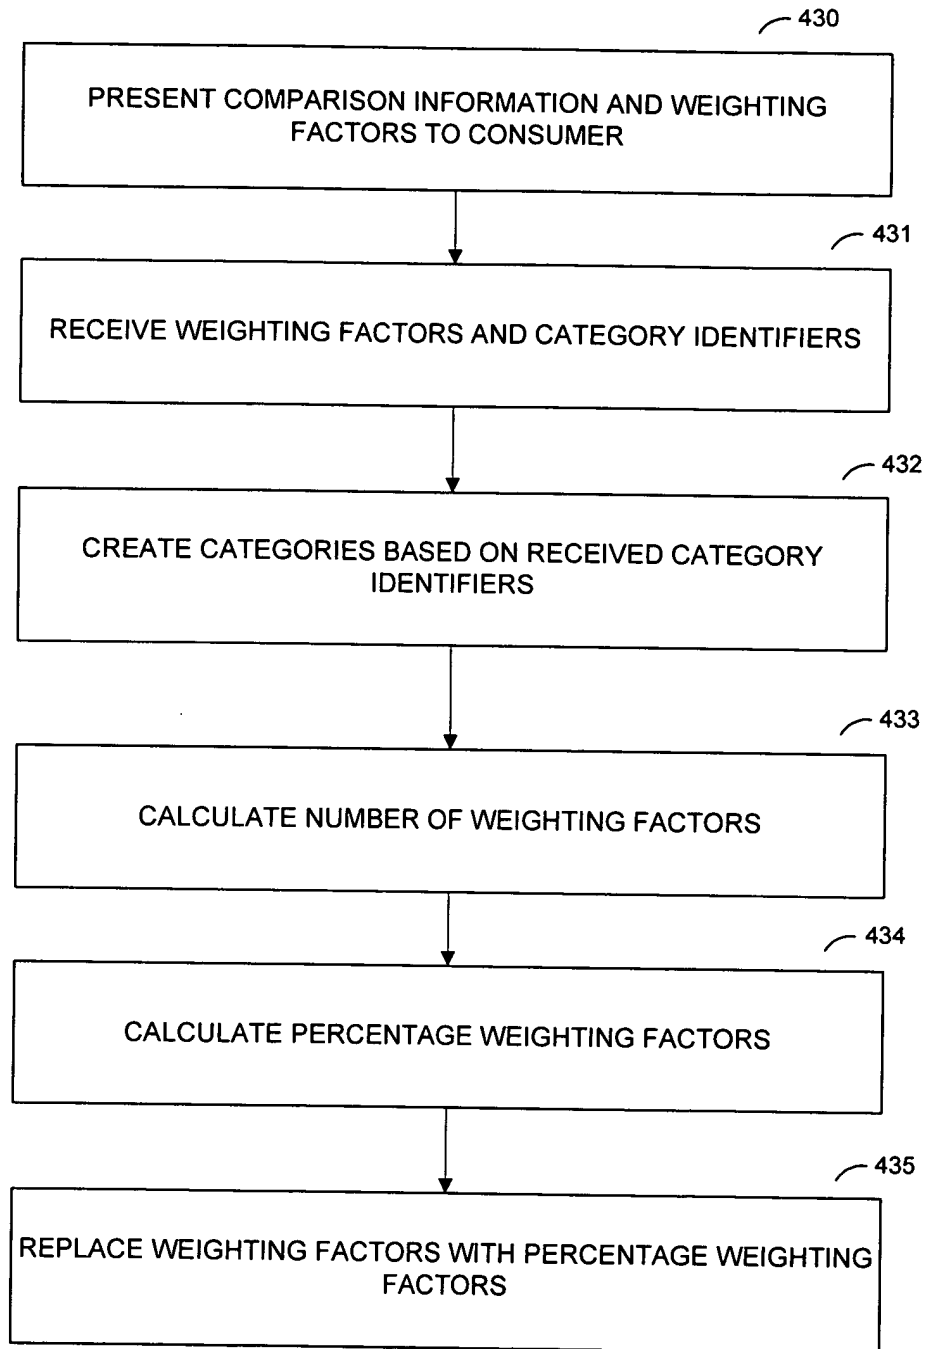 430
PRESENT COMPARISON INFORMATION AND WEIGHTING
FACTORS TO CONSUMER
431
RECEIVE WEIGHTING FACTORS AND CATEGORY IDENTIFIERS
432
CREATE CATEGORIES BASED ON RECEIVED CATEGORY
IDENTIFIERS
433
CALCULATE NUMBER OF WEIGHTING FACTORS
434
CALCULATE PERCENTAGE WEIGHTING FACTORS
435
REPLACE WEIGHTING FACTORS WITH PERCENTAGE WEIGHTING
FACTORS